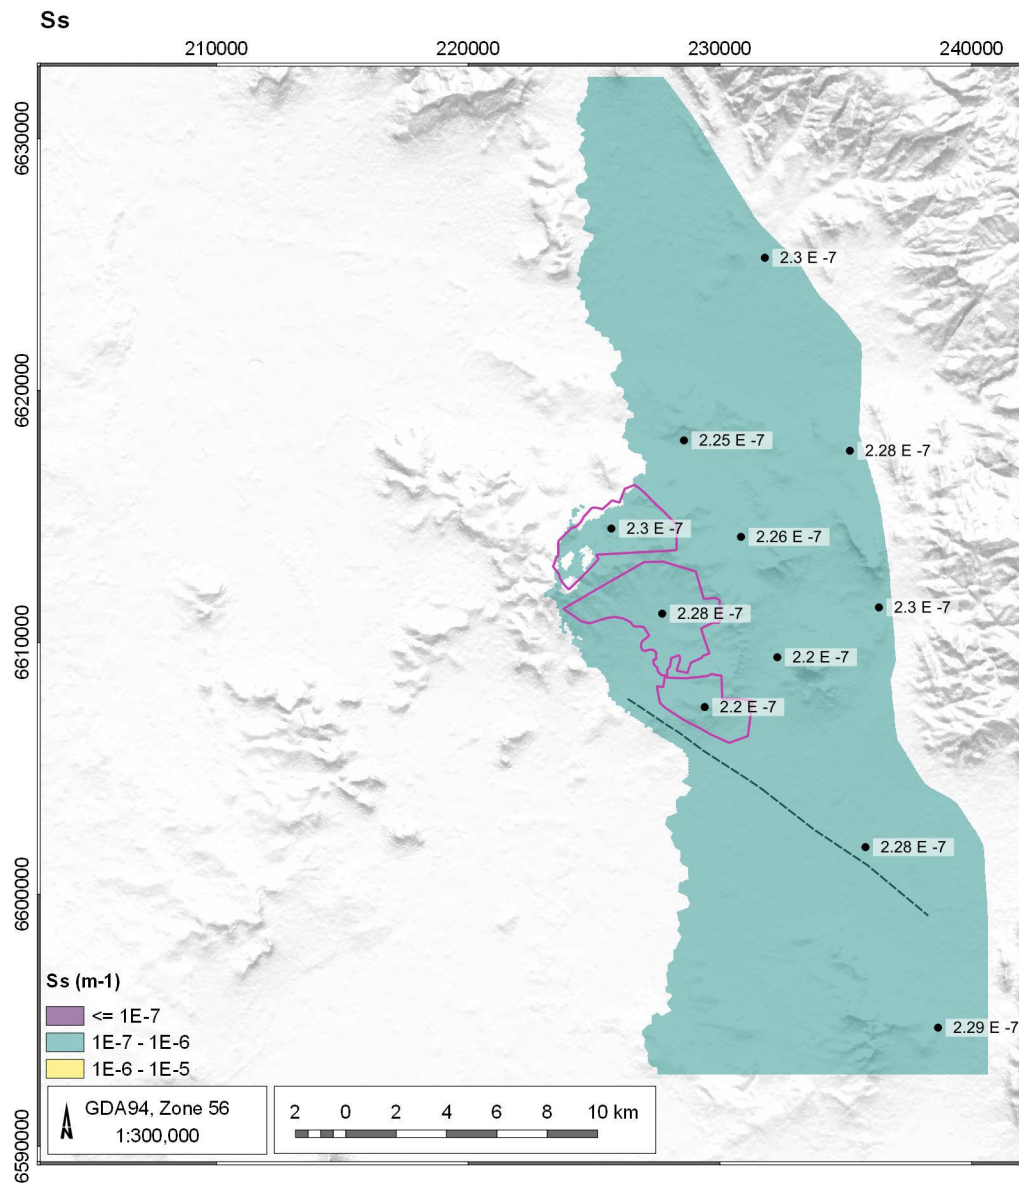 Ss
210000 220000 230000 240000
6630000
2.3 E -7
6620000
2.25 E -7
2.28 E -7
2.3 E -7
2.26 E -7
2.3 E -7
2.28 E -7
6610000
2.2 E -7
2.2 E -7
2.28 E -7
6600000
2.29 E -7
Ss (m-1)
<= 1E-7
1E-7 - 1E-6
1E-6 - 1E-5
GDA94, Zone 56
1:300,000
N
2 0 2 4 6 8 10 km
6590000